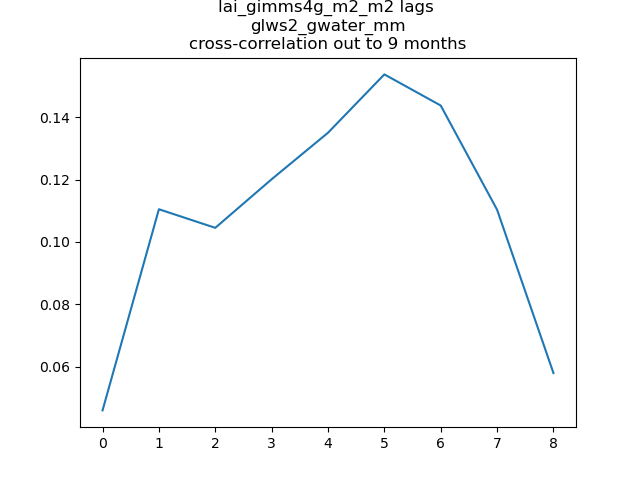 lai_gimms4g_m2_m2 lags
glws2_gwater_mm
cross-correlation out to 9 months
0.14
0.12
0.10
0.08
0.06
0 1 2 3 4 5 6 7 8